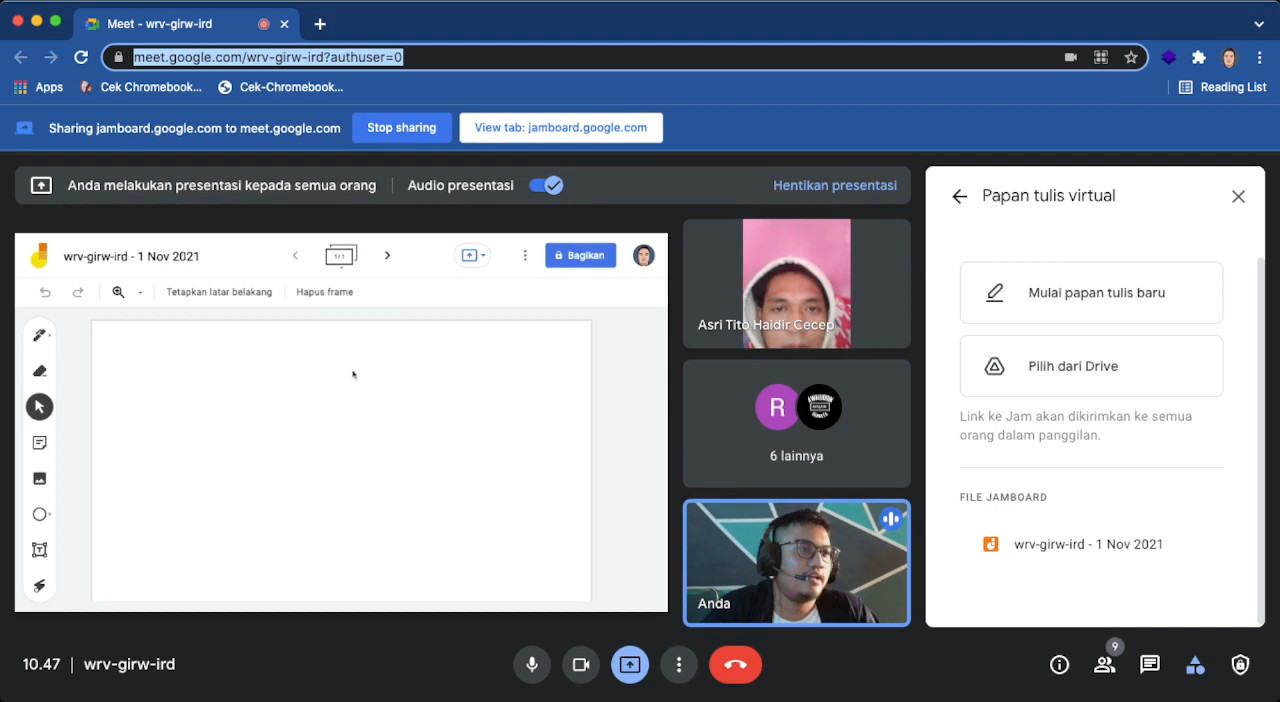 Meet - wrv-girw-ird
meet.google.com/wrv-girw-ird?authuser=0
Apps
Cek Chromebook...
Cek-Chromebook...
Reading List
Sharing jamboard.google.com to meet.google.com
Stop sharing
View tab: jamboard.google.com
Anda melakukan presentasi kepada semua orang
Audio presentasi
Hentikan presentasi
wrv-girw-ird - 1 Nov 2021
1/1
Bagikan
Tetapkan latar belakang
Hapus frame
Asri Tito Haidir Cecep
R
6 lainnya
Anda
Papan tulis virtual
Mulai papan tulis baru
Pilih dari Drive
Link ke Jam akan dikirimkan ke semua
orang dalam panggilan.
FILE JAMBOARD
wrv-girw-ird - 1 Nov 2021
10.47 | wrv-girw-ird
9